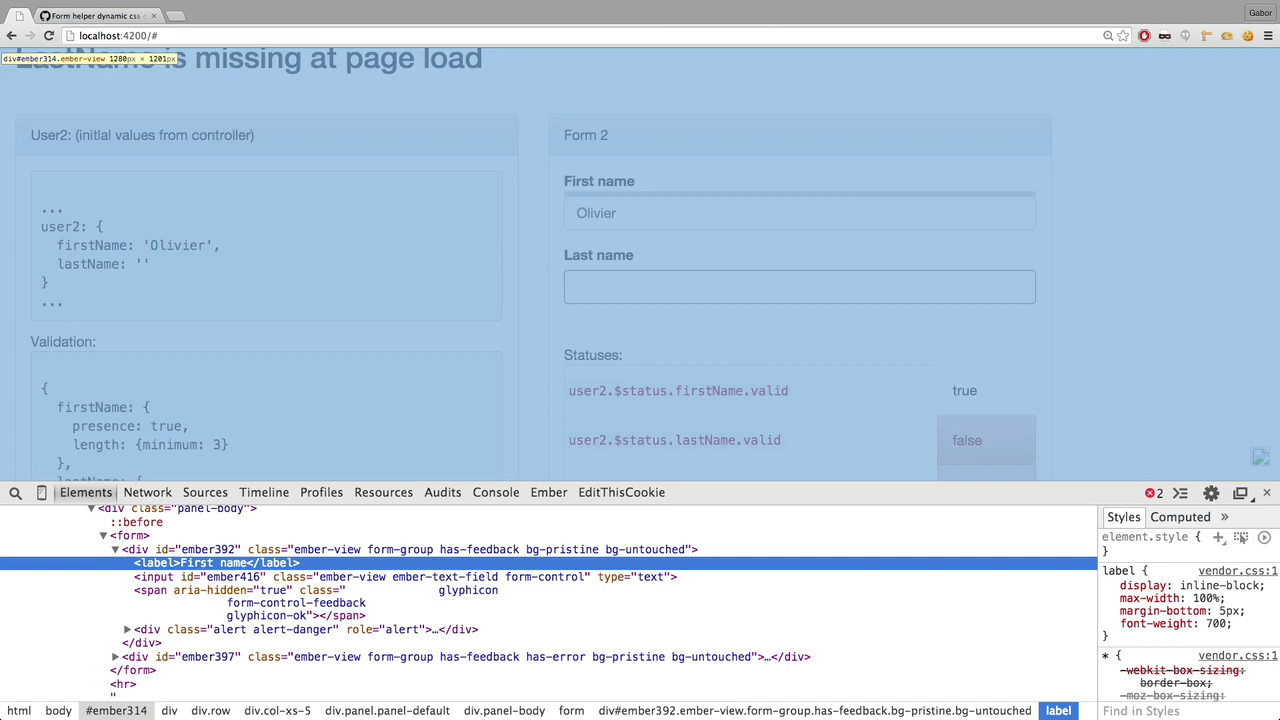 Form helper dynamic css
Gabor
localhost:4200/#
LastName is missing at page load
div#ember314.ember-view 1280px × 1201px
User2: (initial values from controller)
...
user2: {
firstName: 'Olivier',
lastName: ''
}
...
Validation:
{
firstName: {
presence: true,
length: {minimum: 3}
},
Form 2
First name
Olivier
Last name
Statuses:
user2.$status.firstName.valid true
user2.$status.lastName.valid false
Elements Network Sources Timeline Profiles Resources Audits Console Ember EditThisCookie 2
▼<div class="panel-body">
::before
▼<form>
▼<div id="ember392" class="ember-view form-group has-feedback bg-pristine bg-untouched">
<label>First name</label>
<input id="ember416" class="ember-view ember-text-field form-control" type="text">
<span aria-hidden="true" class=" glyphicon
form-control-feedback
glyphicon-ok"></span>
▶<div class="alert alert-danger" role="alert">…</div>
</div>
▶<div id="ember397" class="ember-view form-group has-feedback has-error bg-pristine bg-untouched">…</div>
</form>
<hr>
"
Styles Computed »
element.style {
}
label { vendor.css:1
display: inline-block;
max-width: 100%;
margin-bottom: 5px;
font-weight: 700;
}
* { vendor.css:1
-webkit-box-sizing:
border-box;
-moz-box-sizing:
html body #ember314 div div.row div.col-xs-5 div.panel.panel-default div.panel-body form div#ember392.ember-view.form-group.has-feedback.bg-pristine.bg-untouched label
Find in Styles